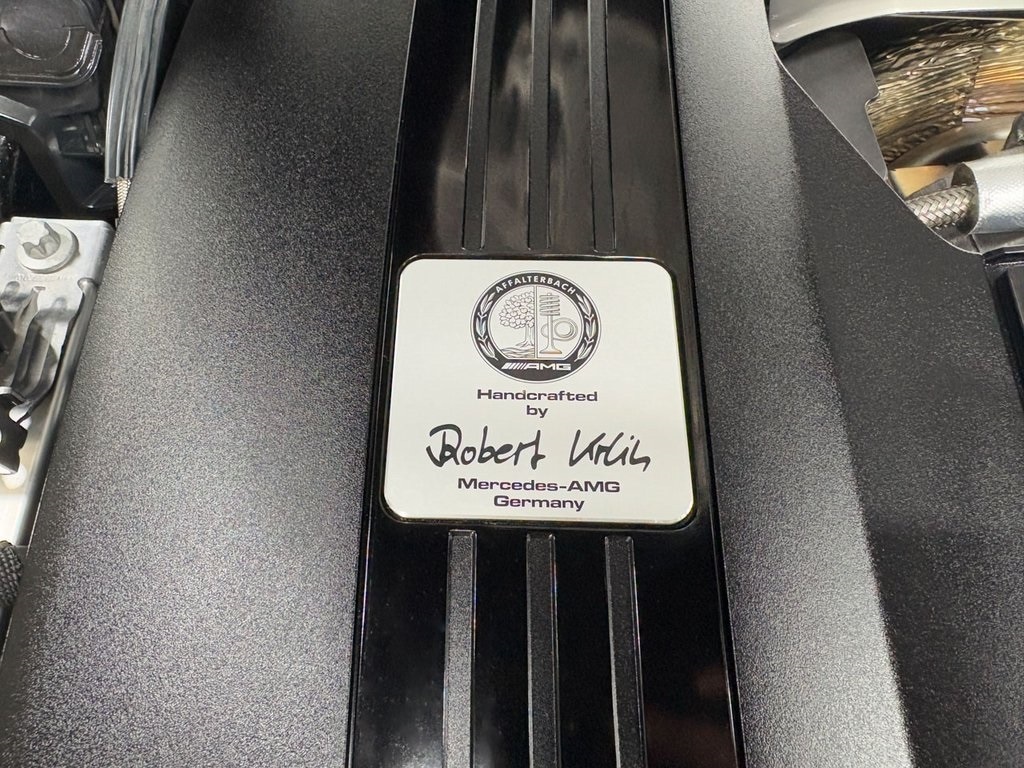 AFFALTERBACH
AMG
Handcrafted
by
Robert
Mercedes-AMG
Germany